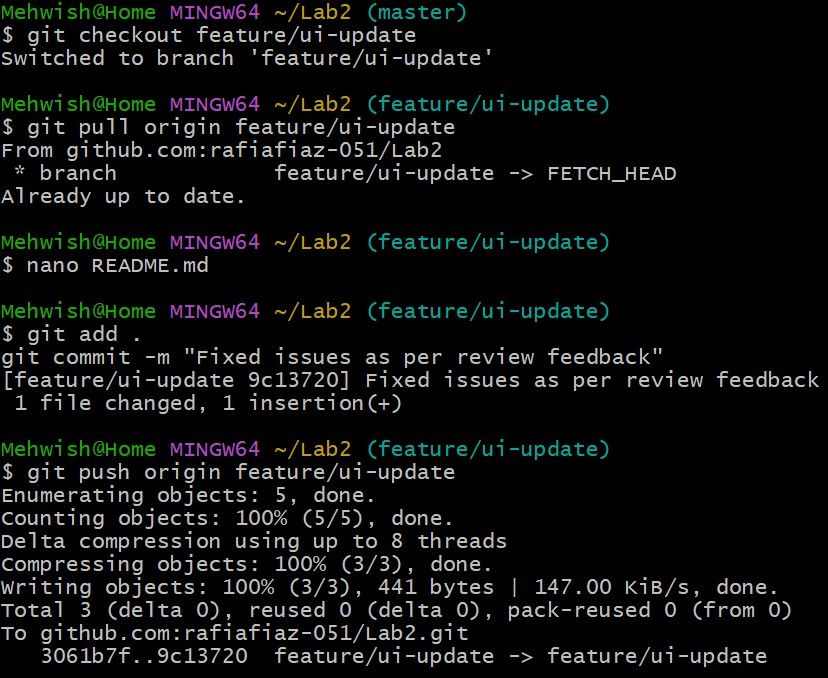 Mehwish@Home MINGW64 ~/Lab2 (master)
$ git checkout feature/ui-update
Switched to branch 'feature/ui-update'
Mehwish@Home MINGW64 ~/Lab2 (feature/ui-update)
$ git pull origin feature/ui-update
From github.com:rafiafiaz-051/Lab2
 * branch            feature/ui-update -> FETCH_HEAD
Already up to date.
Mehwish@Home MINGW64 ~/Lab2 (feature/ui-update)
$ nano README.md
Mehwish@Home MINGW64 ~/Lab2 (feature/ui-update)
$ git add .
git commit -m "Fixed issues as per review feedback"
[feature/ui-update 9c13720] Fixed issues as per review feedback
 1 file changed, 1 insertion(+)
Mehwish@Home MINGW64 ~/Lab2 (feature/ui-update)
$ git push origin feature/ui-update
Enumerating objects: 5, done.
Counting objects: 100% (5/5), done.
Delta compression using up to 8 threads
Compressing objects: 100% (3/3), done.
Writing objects: 100% (3/3), 441 bytes | 147.00 KiB/s, done.
Total 3 (delta 0), reused 0 (delta 0), pack-reused 0 (from 0)
To github.com:rafiafiaz-051/Lab2.git
   3061b7f..9c13720  feature/ui-update -> feature/ui-update